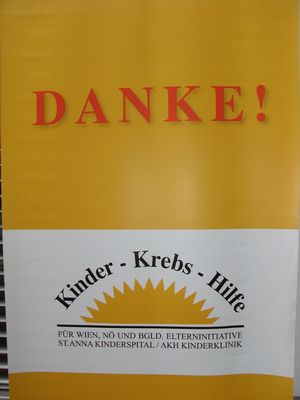 DANKE!
Kinder - Krebs - Hilfe
FÜR WIEN, NÖ UND BGLD. ELTERNINITIATIVE
ST.ANNA KINDERSPITAL / AKH KINDERKLINIK